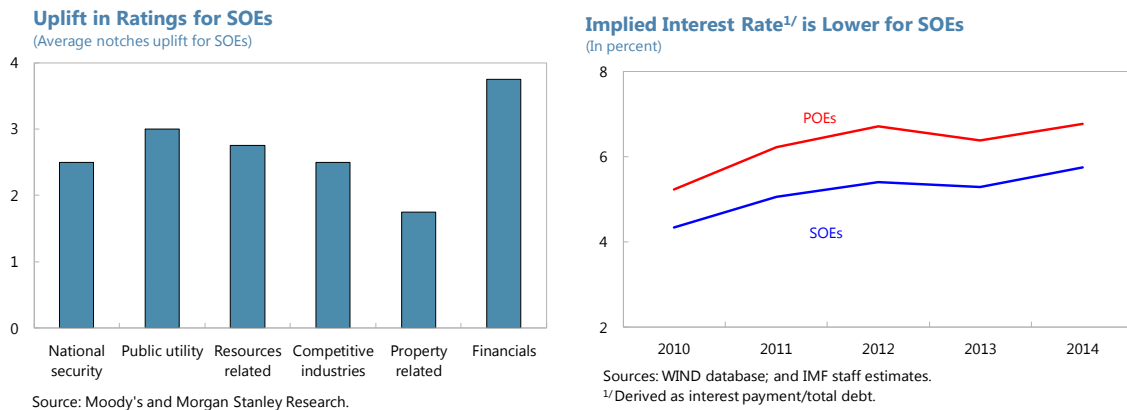 Uplift in Ratings for SOEs
(Average notches uplift for SOEs)
4
3
2
1
0
National security
Public utility
Resources related
Competitive industries
Property related
Financials
Source: Moody's and Morgan Stanley Research.
Implied Interest Rate1/ is Lower for SOEs
(In percent)
8
6
4
2
POEs
SOEs
2010 2011 2012 2013 2014
Sources: WIND database; and IMF staff estimates.
1/ Derived as interest payment/total debt.